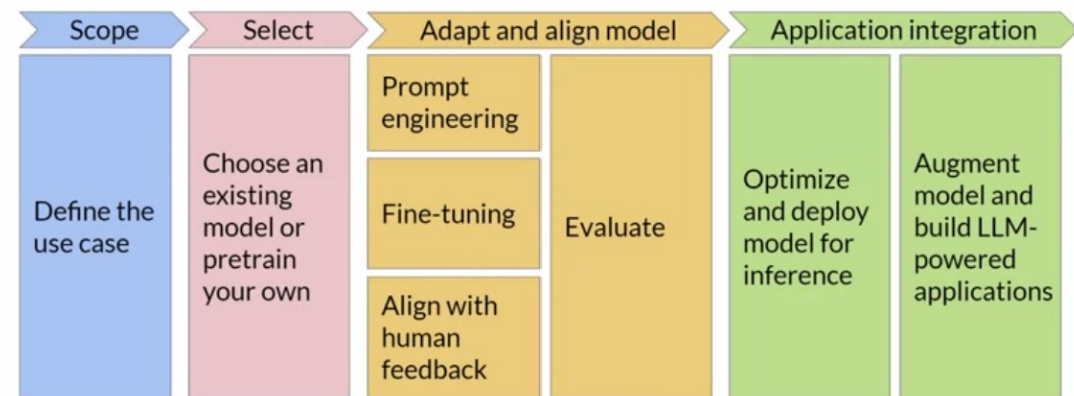 Scope
Select
Adapt and align model
Application integration
Define the
use case
Choose an
existing
model or
pretrain
your own
Prompt
engineering
Fine-tuning
Align with
human
feedback
Evaluate
Optimize
and deploy
model for
inference
Augment
model and
build LLM-
powered
applications